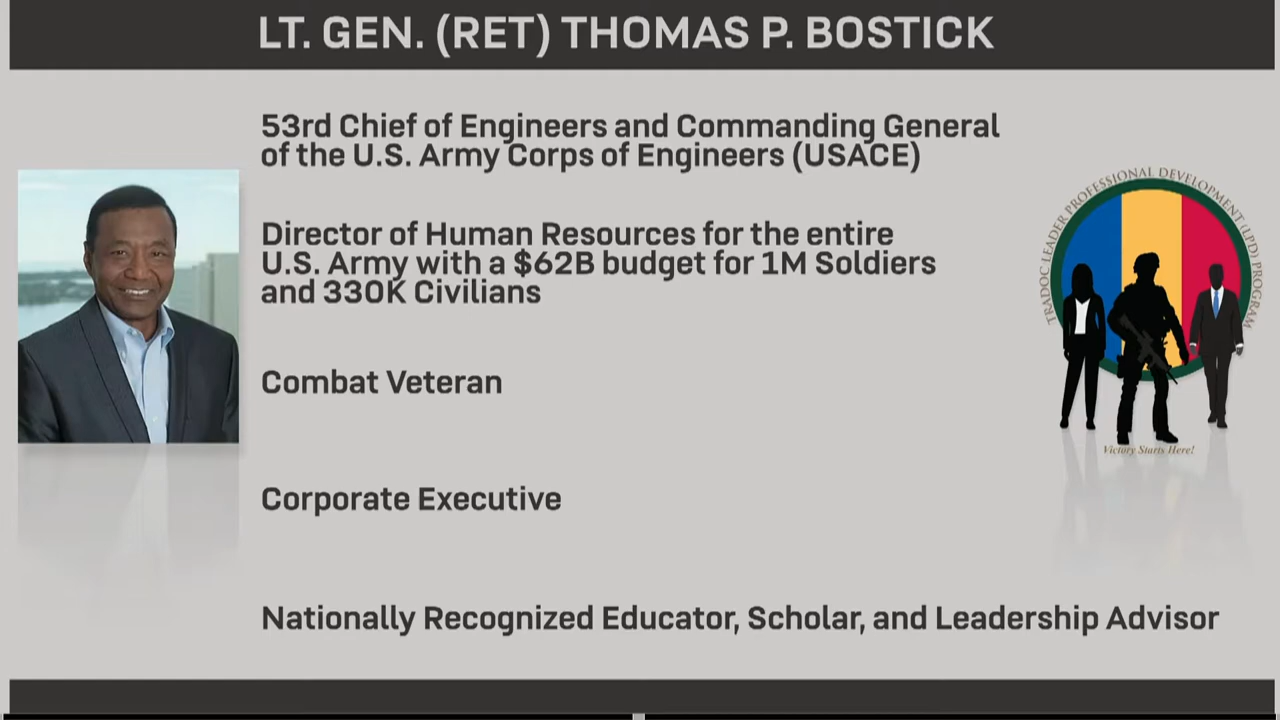 LT. GEN. (RET) THOMAS P. BOSTICK
53rd Chief of Engineers and Commanding General
of the U.S. Army Corps of Engineers (USACE)
Director of Human Resources for the entire
U.S. Army with a $62B budget for 1M Soldiers
and 330K Civilians
Combat Veteran
Corporate Executive
Nationally Recognized Educator, Scholar, and Leadership Advisor
TRADOC LEADER PROFESSIONAL DEVELOPMENT (LPD) PROGRAM
Victory Starts Here!